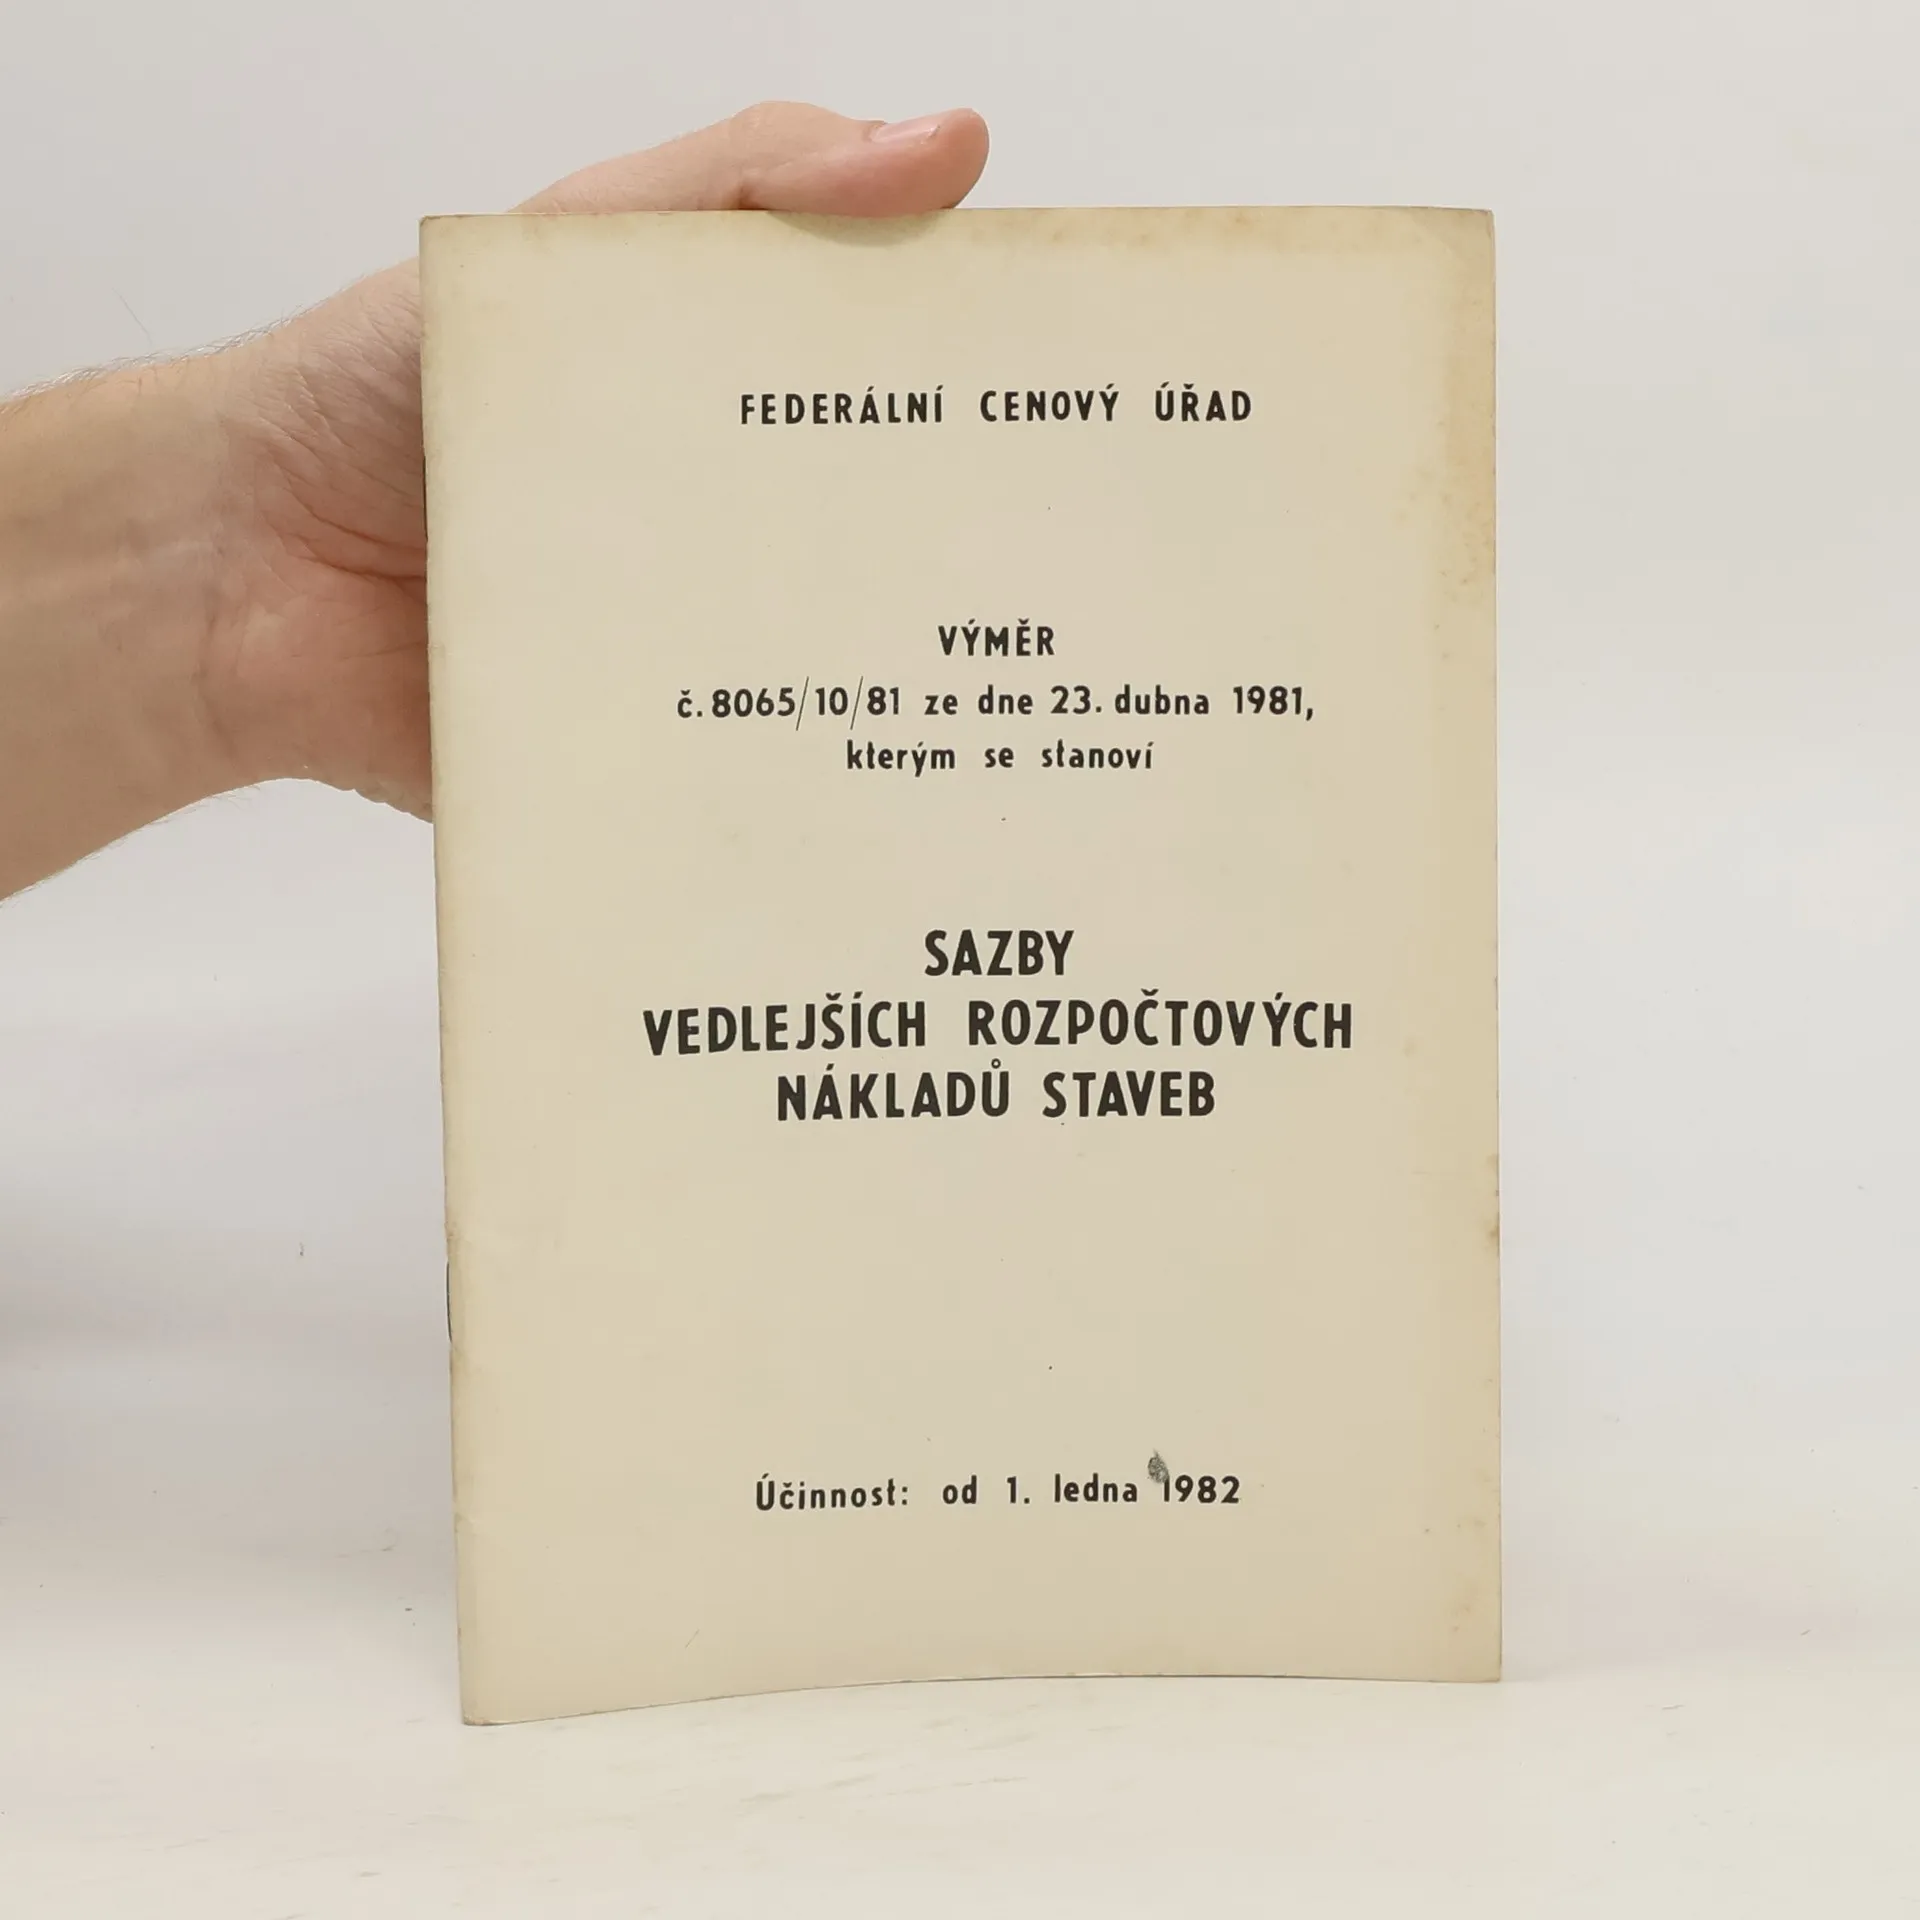 FEDERÁLNÍ CENOVÝ ÚŘAD
VÝMĚR
č. 8065/10/81 ze dne 23. dubna 1981,
kterým se stanoví
SAZBY
VEDLEJŠÍCH ROZPOČTOVÝCH
NÁKLADŮ STAVEB
Účinnost: od 1. ledna 1982